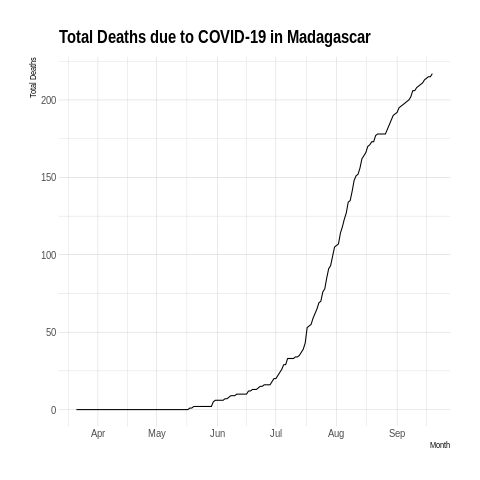 Total Deaths due to COVID-19 in Madagascar
Total Deaths
200
150
100
50
0
Apr May Jun Jul Aug Sep
Month